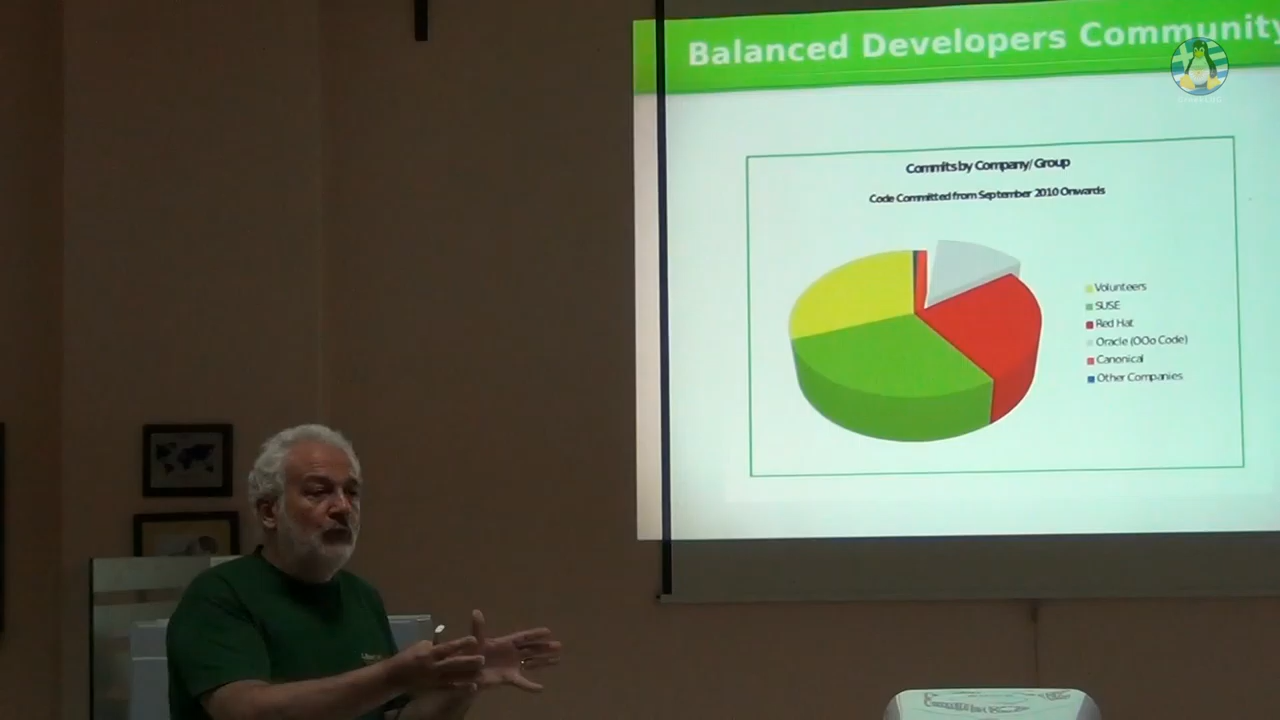 Balanced Developers Community
Commits by Company/ Group
Code Committed from September 2010 Onwards
Volunteers
SUSE
Red Hat
Oracle (OOo Code)
Canonical
Other Companies